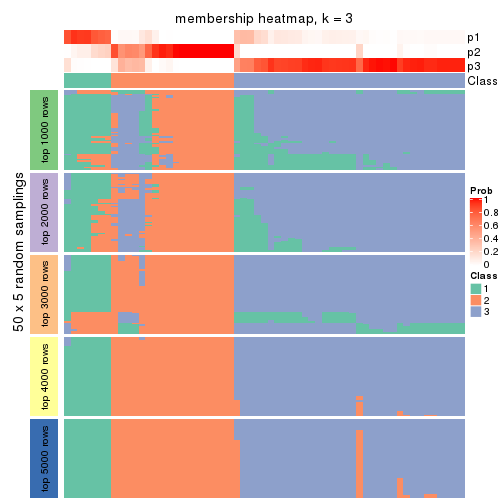 membership heatmap, k = 3
p1
p2
p3
Class
50 x 5 random samplings
top 1000 rows
top 2000 rows
top 3000 rows
top 4000 rows
top 5000 rows
Prob
1
0.8
0.6
0.4
0.2
0
Class
1
2
3